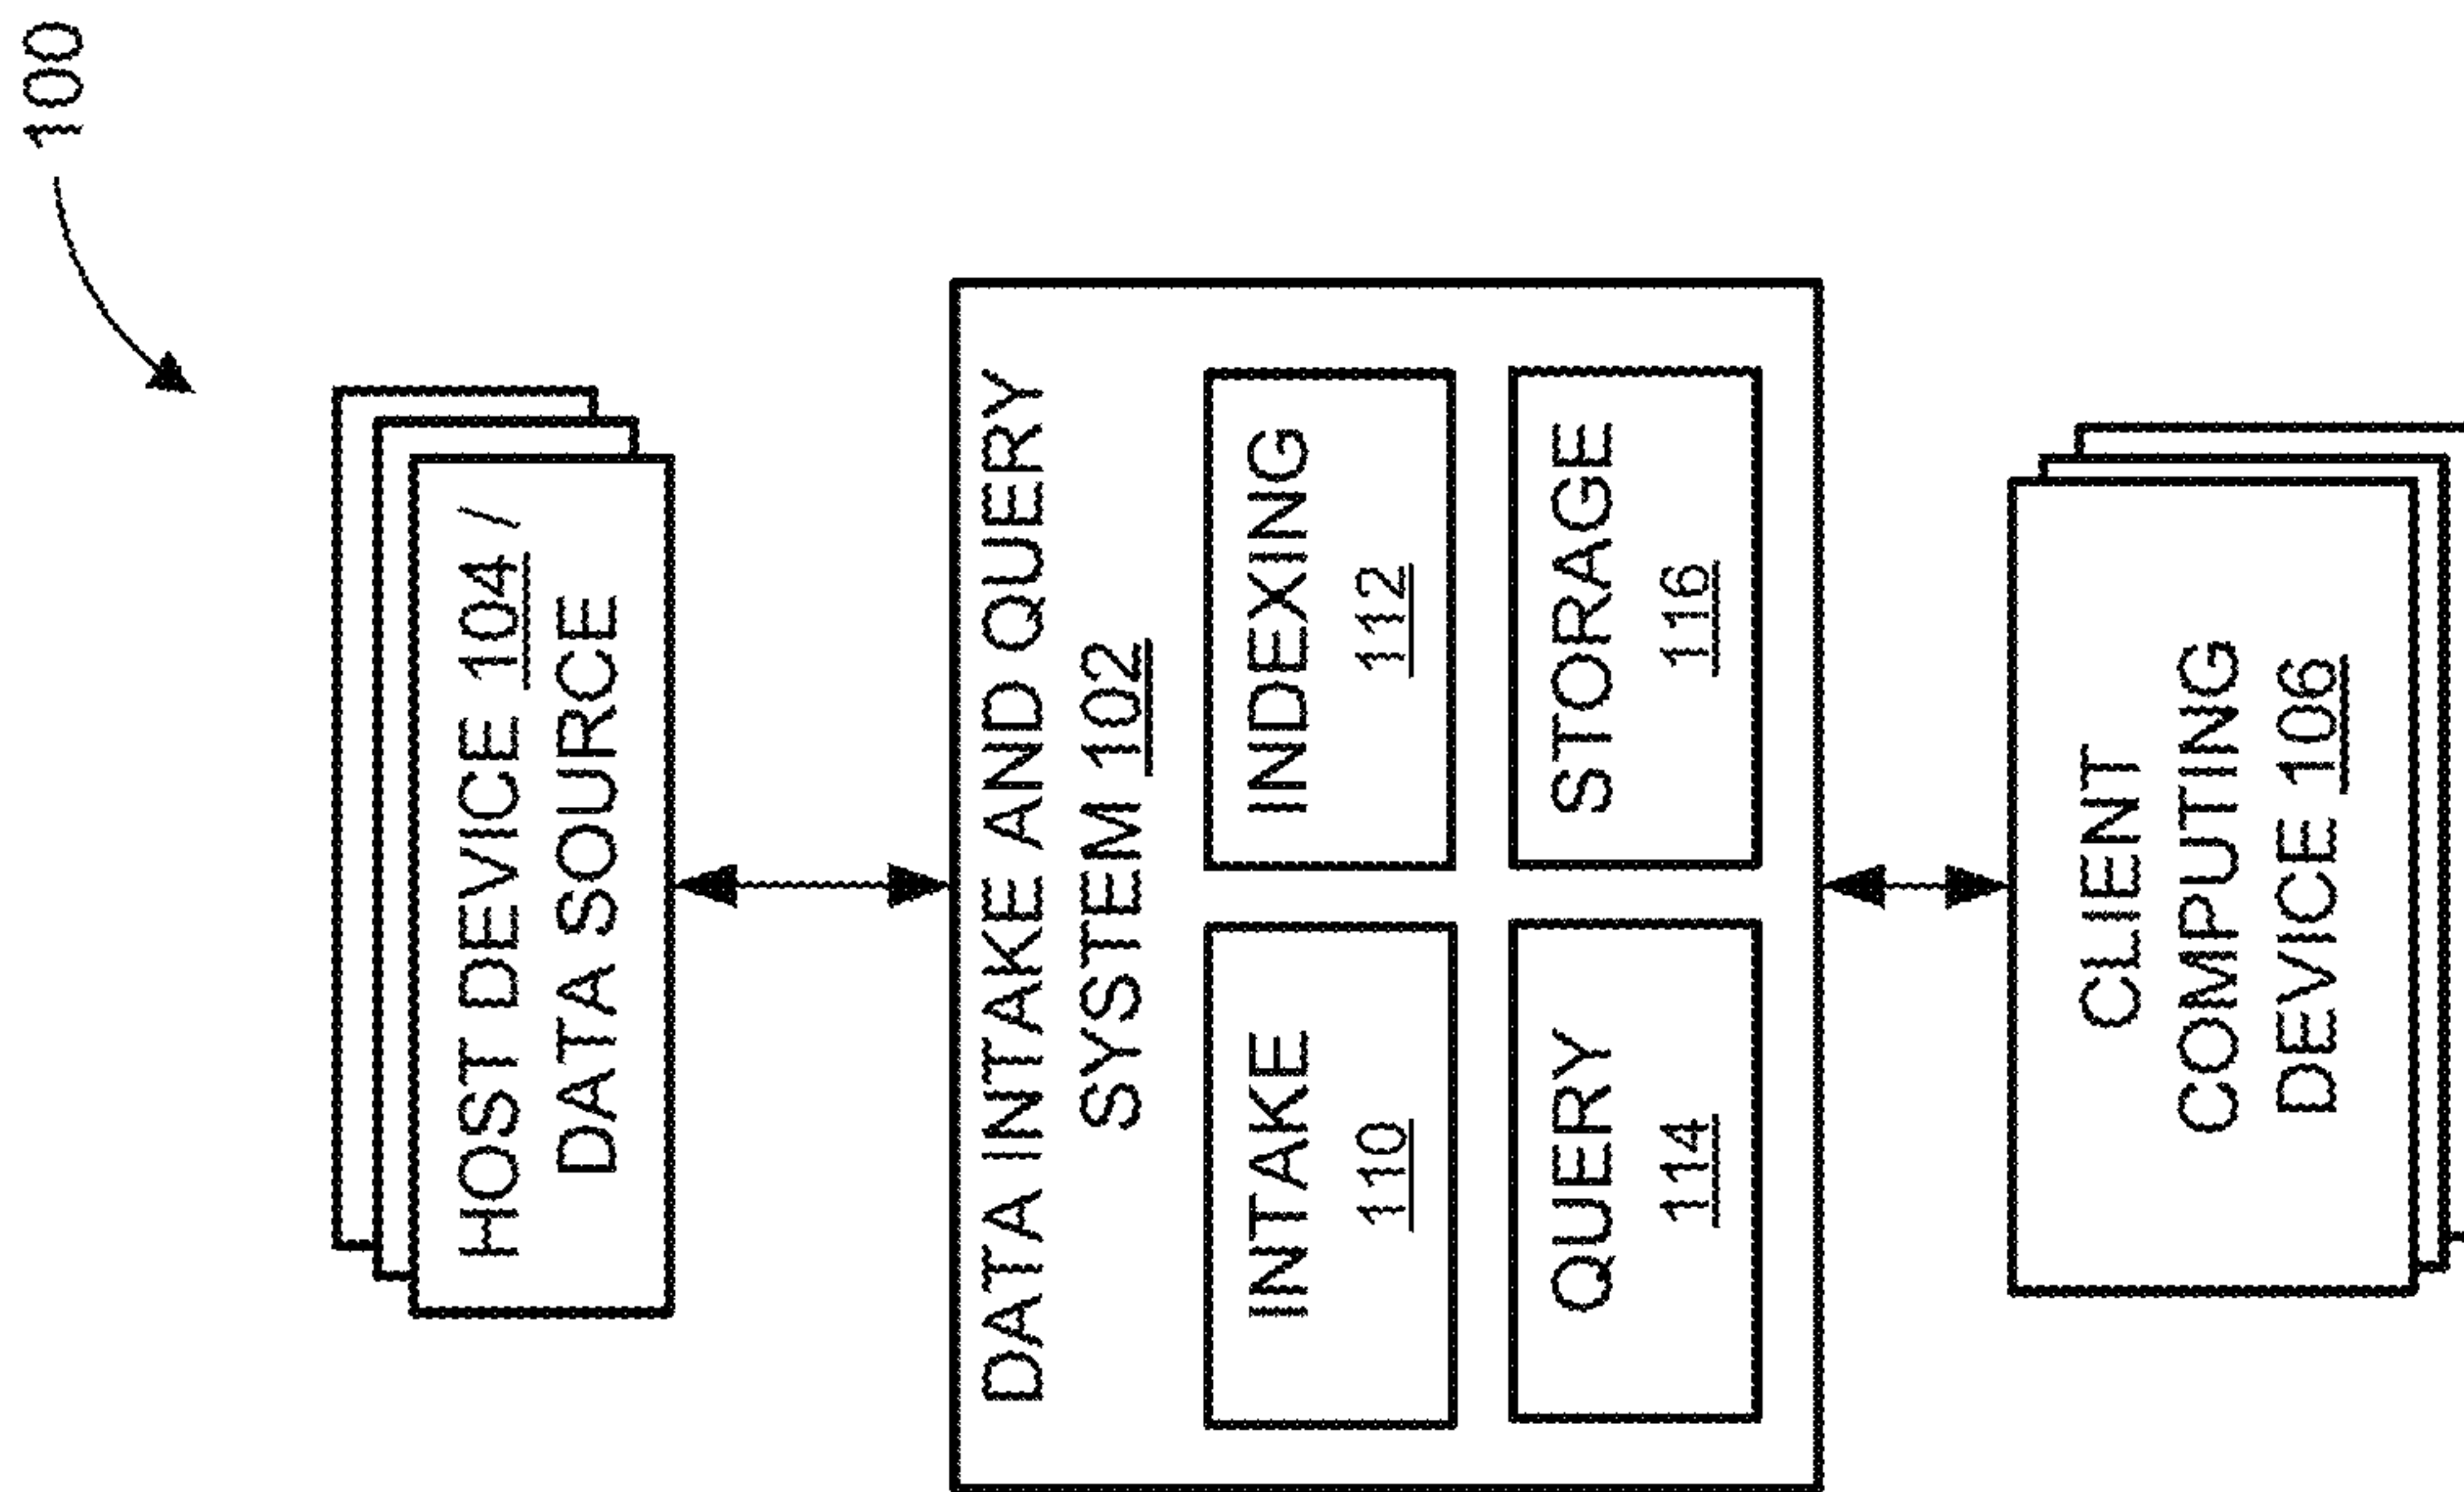 100
HOST DEVICE 104 /
DATA SOURCE
DATA INTAKE AND QUERY
SYSTEM 102
INTAKE
110
INDEXING
112
QUERY
114
STORAGE
116
CLIENT
COMPUTING
DEVICE 106